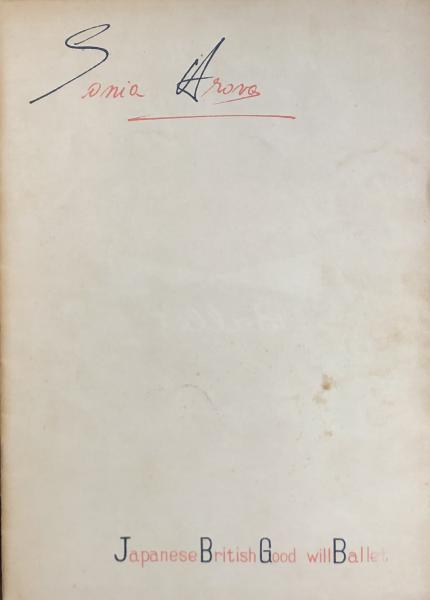 Sonia Arova
Japanese British Good will Ballet